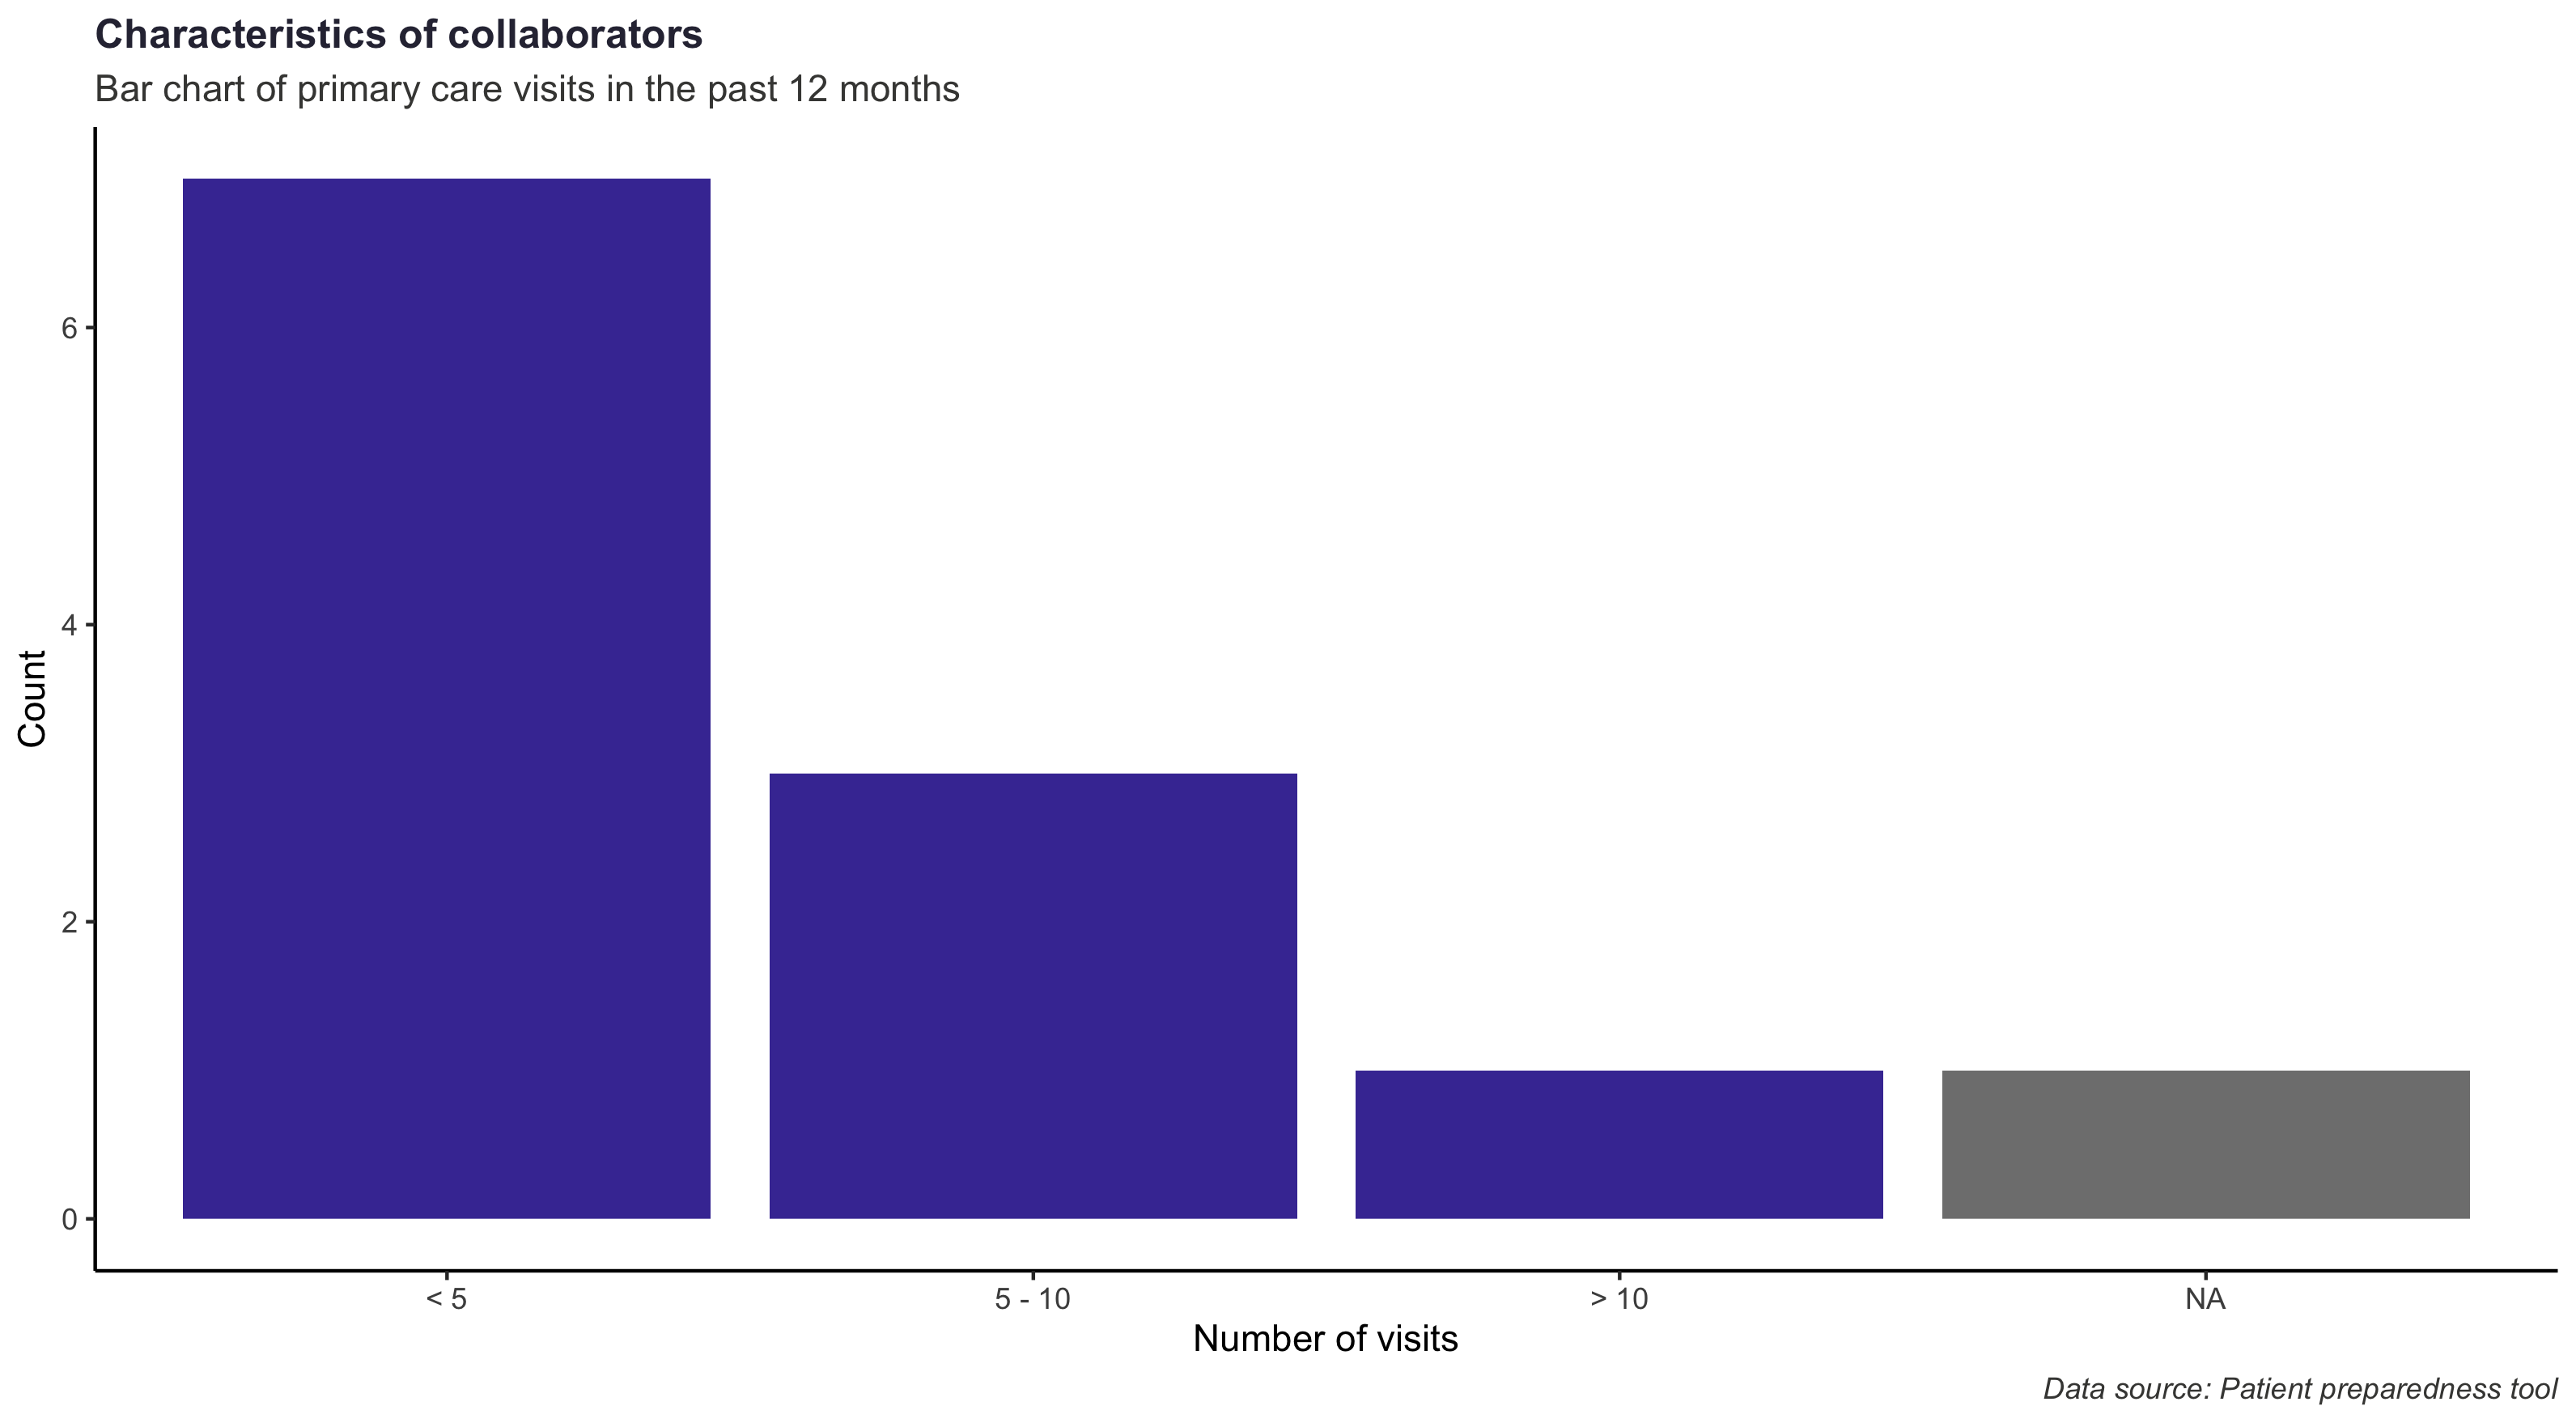 Characteristics of collaborators
Bar chart of primary care visits in the past 12 months
Count
6
4
2
0
< 5
5 - 10
> 10
NA
Number of visits
Data source: Patient preparedness tool